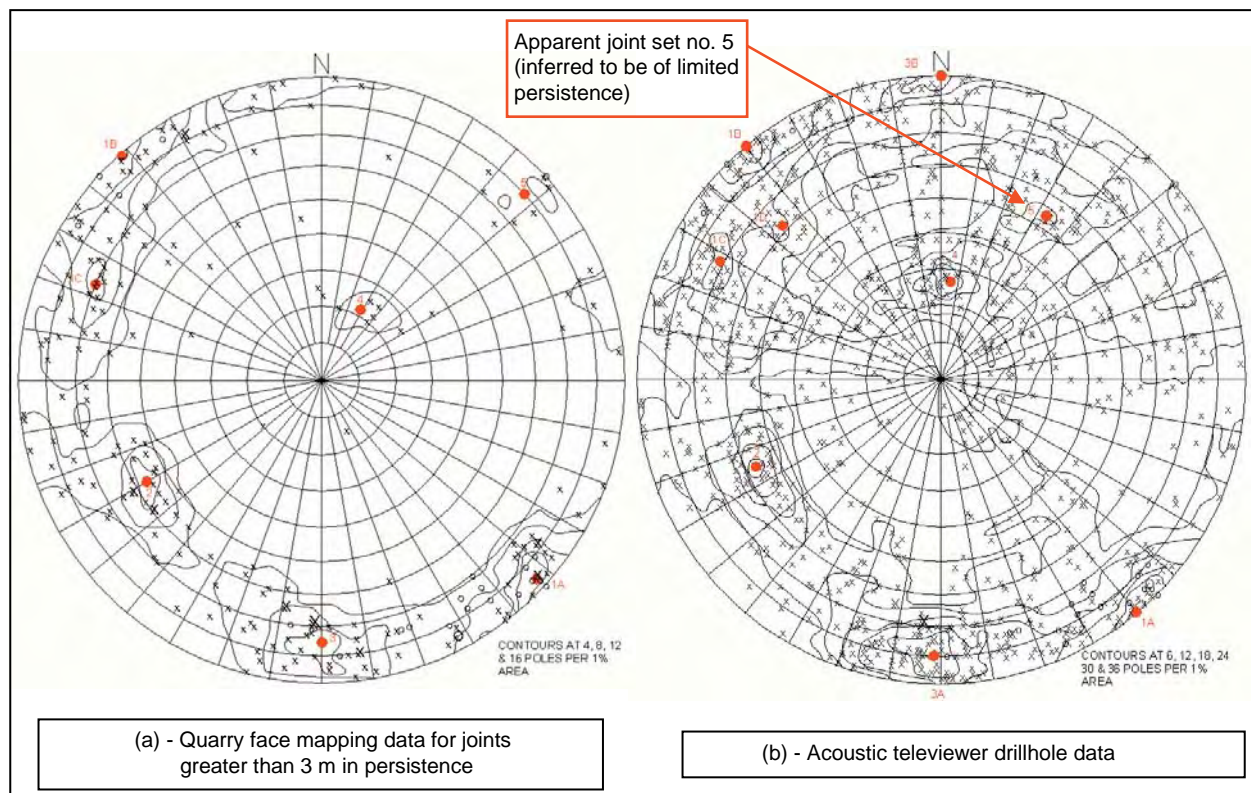 Apparent joint set no. 5
(inferred to be of limited
persistence)
N
1B
5
4
2
1A
3
CONTOURS AT 4, 8, 12
& 16 POLES PER 1%
AREA
(a) - Quarry face mapping data for joints
greater than 3 m in persistence
3B
N
1B
1C
5
4
2
1A
3A
CONTOURS AT 6, 12, 18, 24
30 & 36 POLES PER 1%
AREA
(b) - Acoustic televiewer drillhole data